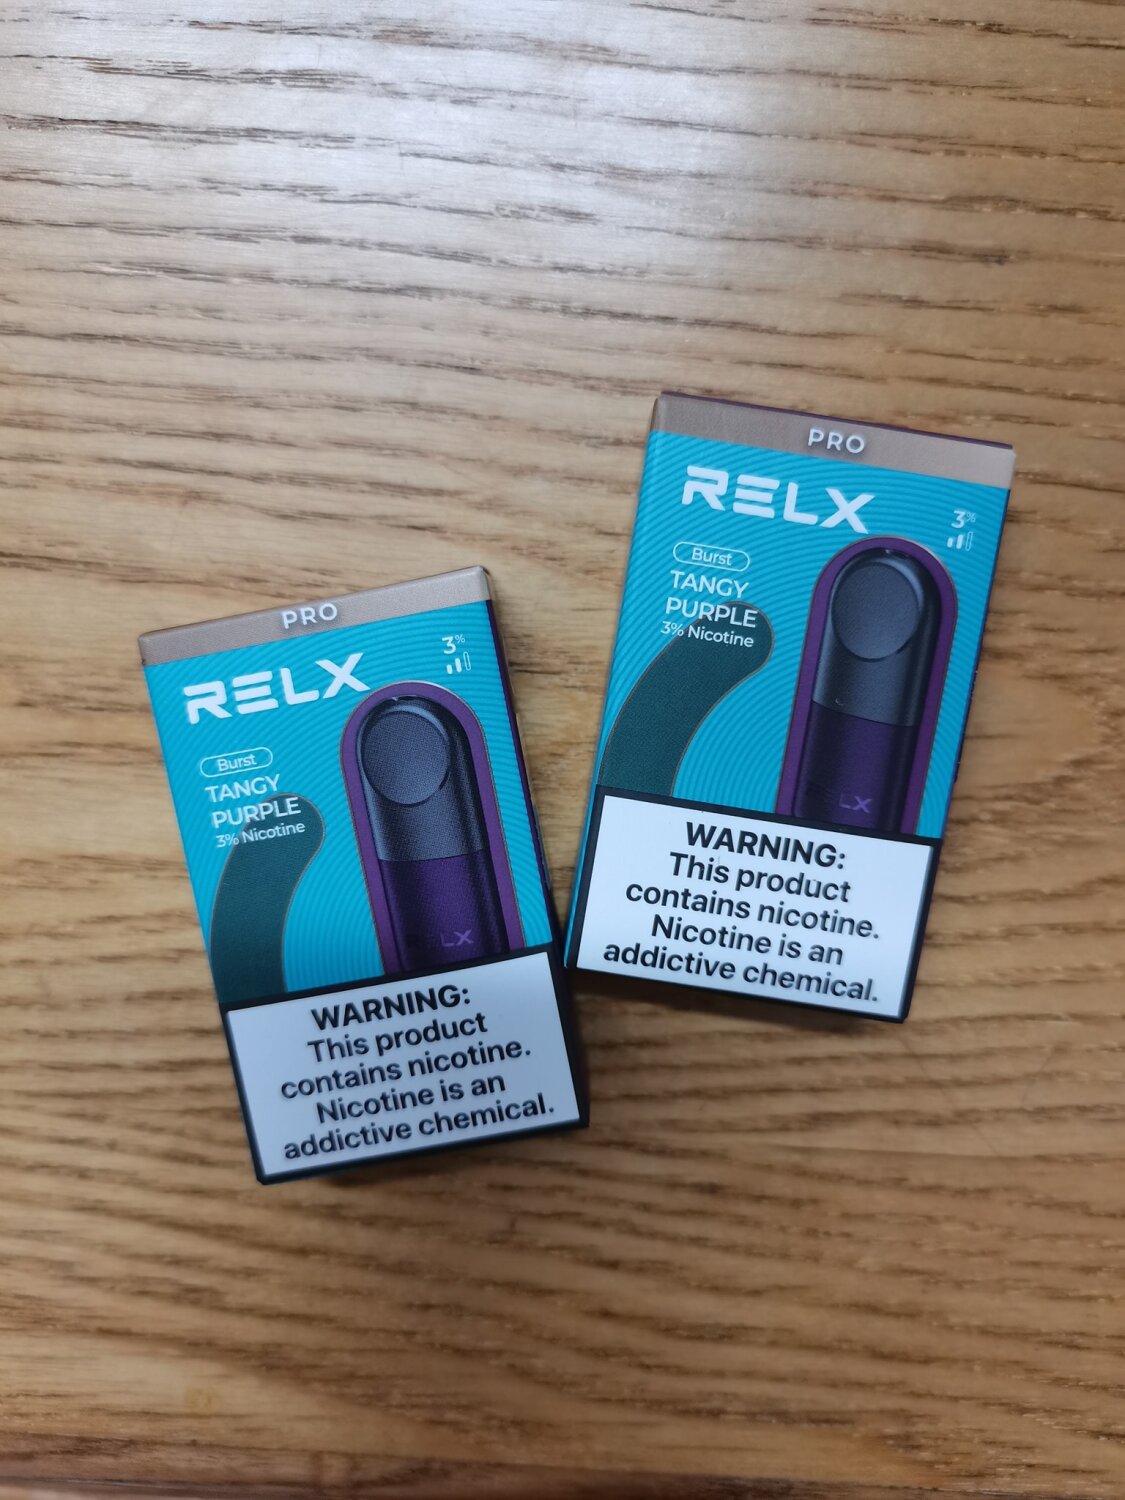 PRO
RELX
3%
Burst
TANGY
PURPLE
3% Nicotine
RELX
WARNING:
This product
contains nicotine.
Nicotine is an
addictive chemical.
PRO
RELX
3%
Burst
TANGY
PURPLE
3% Nicotine
RELX
WARNING:
This product
contains nicotine.
Nicotine is an
addictive chemical.